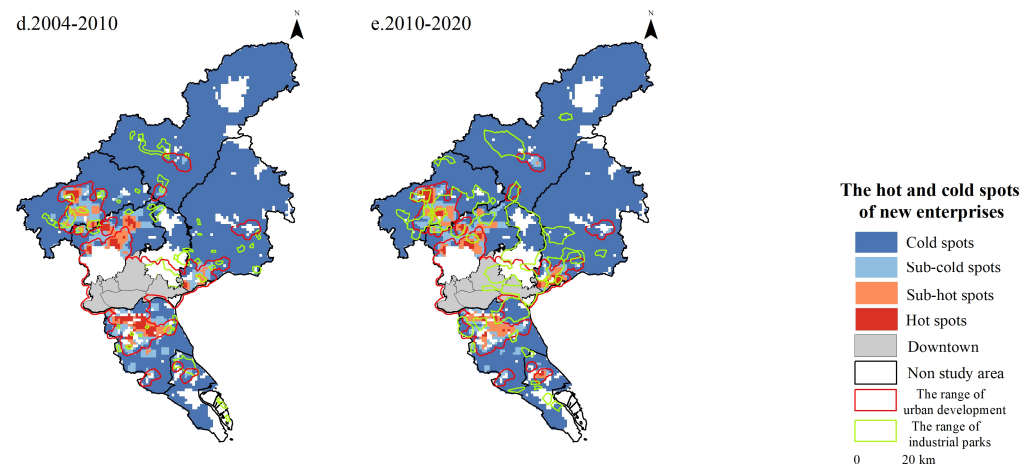 d.2004-2010
N
e.2010-2020
N
The hot and cold spots
of new enterprises
Cold spots
Sub-cold spots
Sub-hot spots
Hot spots
Downtown
Non study area
The range of
urban development
The range of
industrial parks
0 20 km